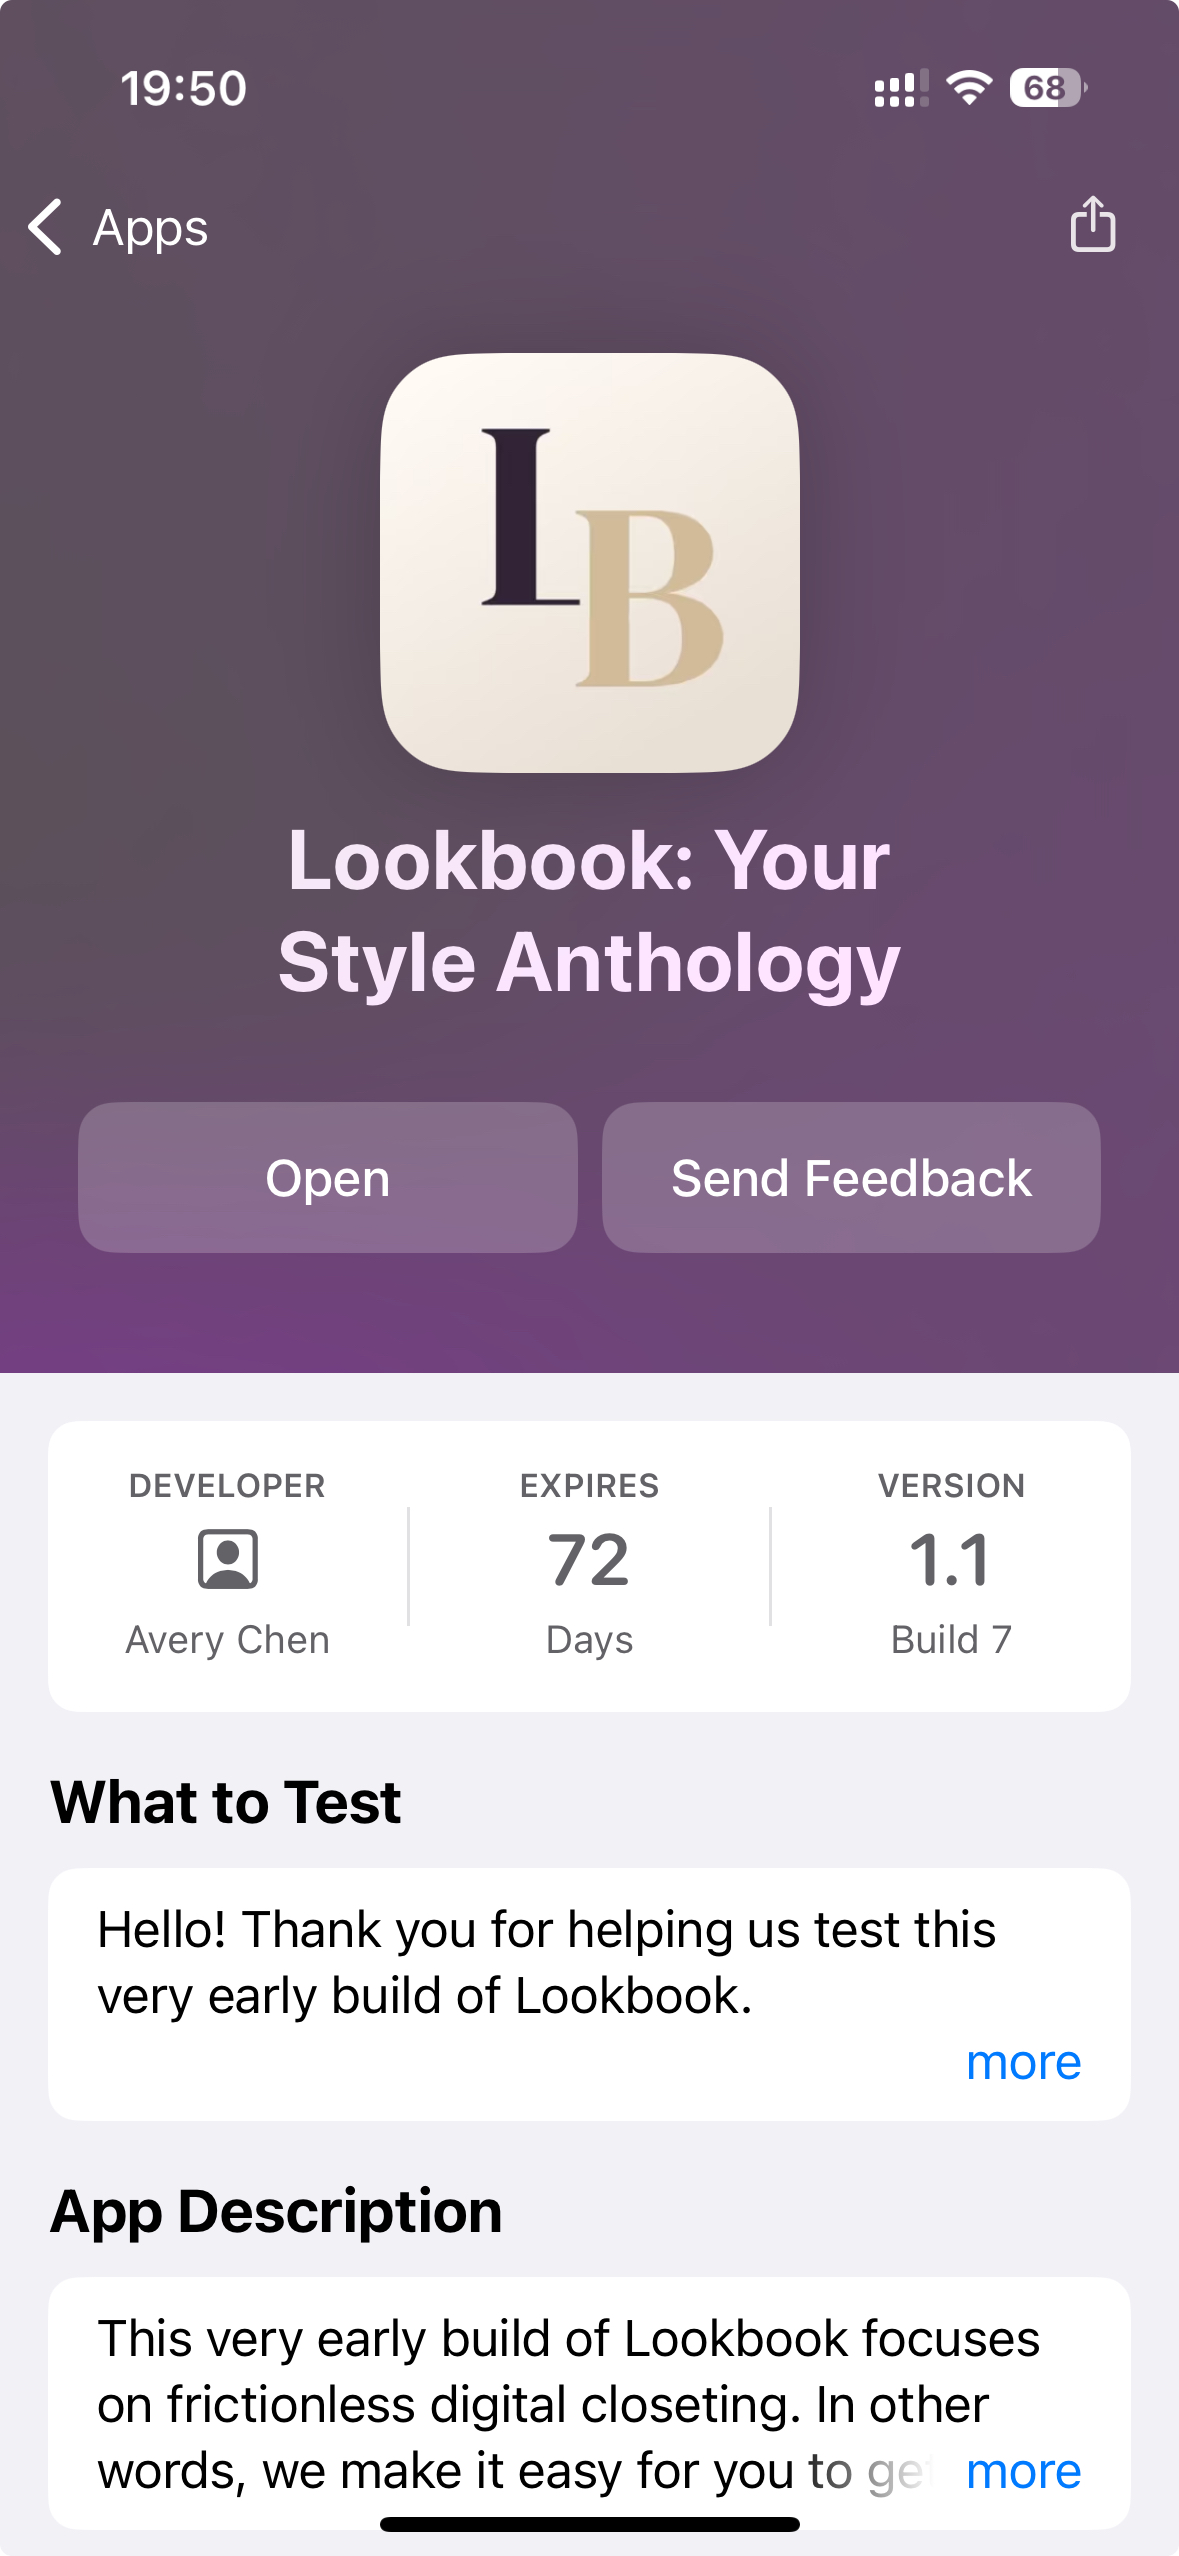 19:50
68
Apps
LB
Lookbook: Your
Style Anthology
Open
Send Feedback
DEVELOPER
Avery Chen
EXPIRES
72
Days
VERSION
1.1
Build 7
What to Test
Hello! Thank you for helping us test this
very early build of Lookbook.
more
App Description
This very early build of Lookbook focuses
on frictionless digital closeting. In other
words, we make it easy for you to get more